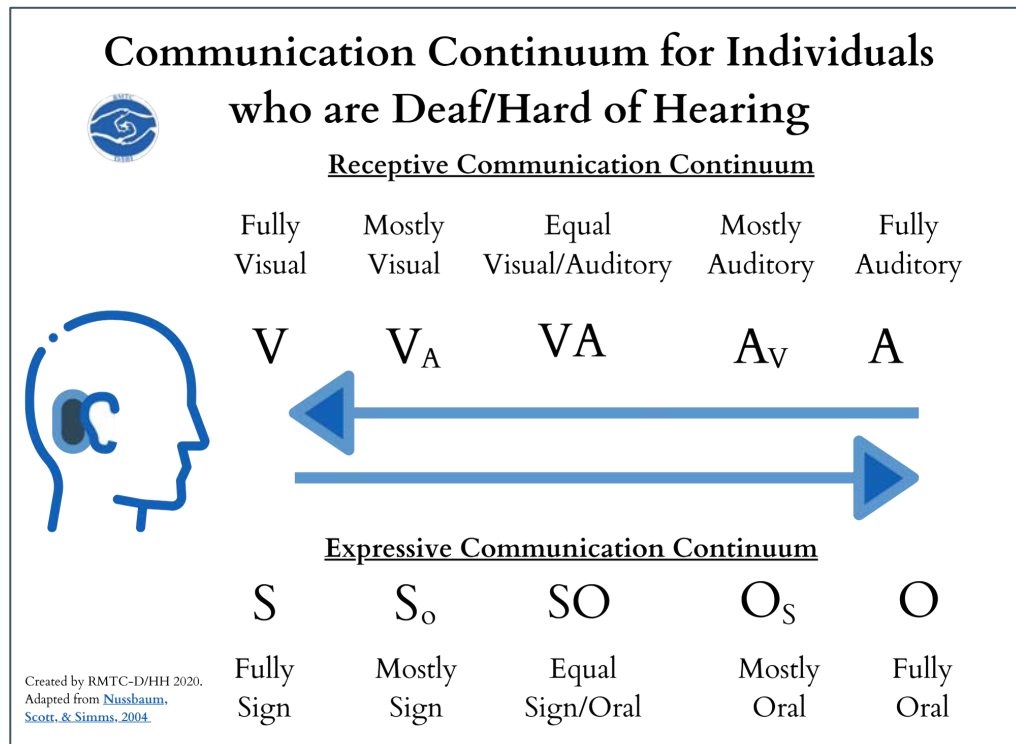 Communication Continuum for Individuals
who are Deaf/Hard of Hearing
RMTC
Receptive Communication Continuum
Fully Visual
Mostly Visual
Equal Visual/Auditory
Mostly Auditory
Fully Auditory
V
VA
VA
AV
A
Expressive Communication Continuum
S
So
SO
OS
O
Fully Sign
Mostly Sign
Equal Sign/Oral
Mostly Oral
Fully Oral
Created by RMTC-D/HH 2020.
Adapted from Nussbaum,
Scott, & Simms, 2004